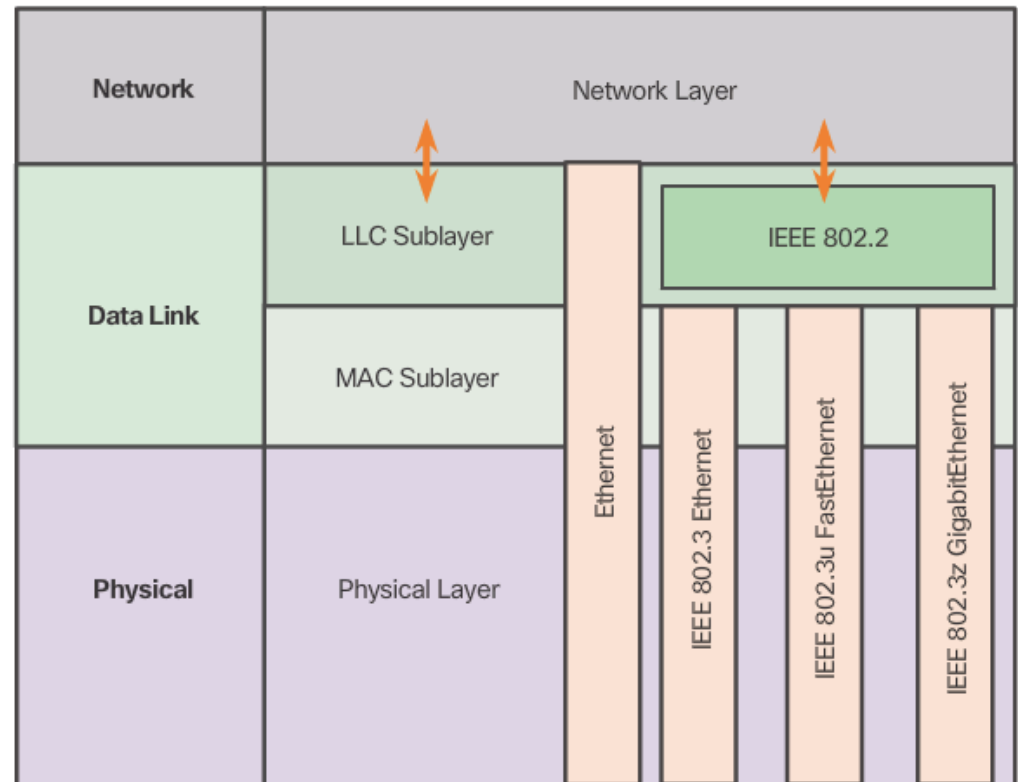 Network
Network Layer
LLC Sublayer
IEEE 802.2
Data Link
MAC Sublayer
Ethernet
IEEE 802.3 Ethernet
IEEE 802.3u FastEthernet
IEEE 802.3z GigabitEthernet
Physical
Physical Layer